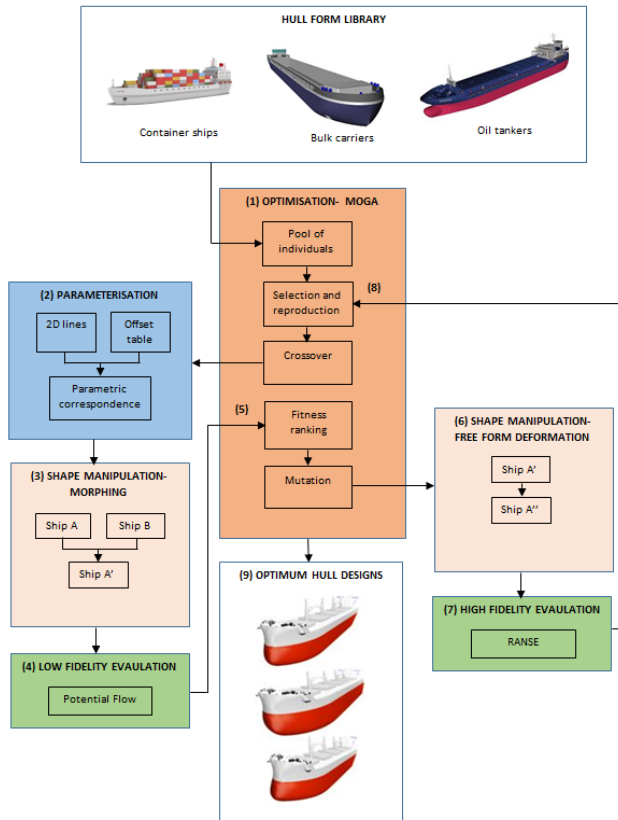 HULL FORM LIBRARY
Container ships
Bulk carriers
Oil tankers
(1) OPTIMISATION- MOGA
Pool of
individuals
Selection and
reproduction
(8)
Crossover
(2) PARAMETERISATION
2D lines
Offset
table
Parametric
correspondence
(3) SHAPE MANIPULATION-
MORPHING
Ship A
Ship B
Ship A'
(4) LOW FIDELITY EVAULATION
Potential Flow
(5)
Fitness
ranking
Mutation
(6) SHAPE MANIPULATION-
FREE FORM DEFORMATION
Ship A'
Ship A''
(7) HIGH FIDELITY EVAULATION
RANSE
(9) OPTIMUM HULL DESIGNS